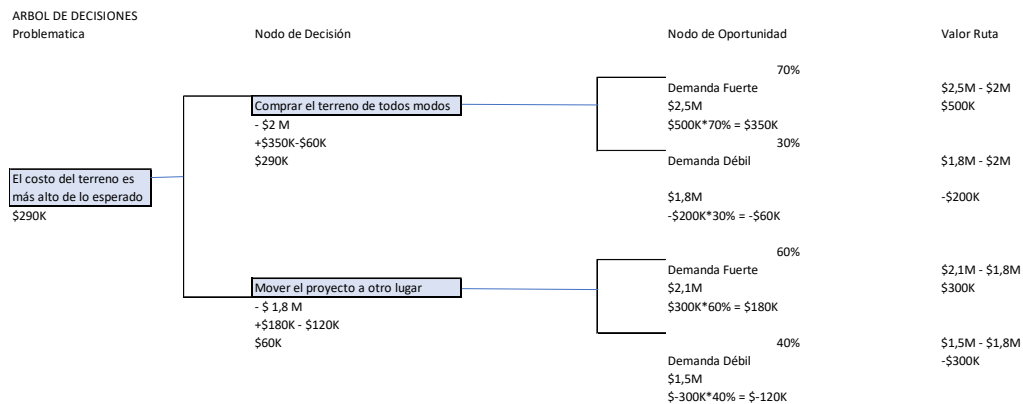 ARBOL DE DECISIONES
Problematica Nodo de Decisión Nodo de Oportunidad Valor Ruta
70%
Demanda Fuerte $2,5M - $2M
Comprar el terreno de todos modos $2,5M $500K
- $2 M $500K*70% = $350K
+$350K-$60K 30%
$290K Demanda Débil $1,8M - $2M
El costo del terreno es
más alto de lo esperado $1,8M -$200K
$290K -$200K*30% = -$60K
60%
Demanda Fuerte $2,1M - $1,8M
Mover el proyecto a otro lugar $2,1M $300K
- $ 1,8 M $300K*60% = $180K
+$180K - $120K
$60K 40% $1,5M - $1,8M
Demanda Débil -$300K
$1,5M
$-300K*40% = $-120K